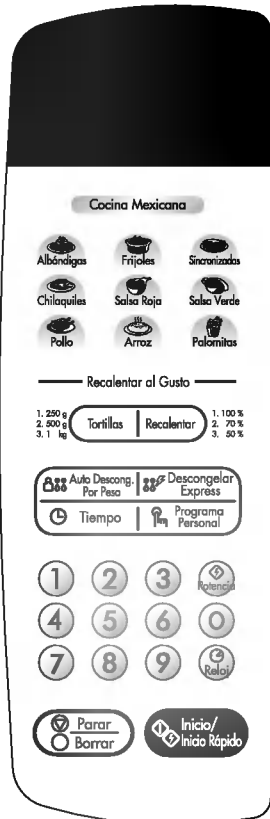 Cocina Mexicana
Albóndigas Frijoles Sincronizadas
Chilaquiles Salsa Roja Salsa Verde
Pollo Arroz Palomitas
Recalentar al Gusto
1. 250 g
2. 500 g
3. 1 kg
Tortillas Recalentar
1. 100 %
2. 70 %
3. 50 %
Auto Descong.
Por Peso
Descongelar
Express
Tiempo
Programa
Personal
1 2 3 Potencia
4 5 6 0
7 8 9 Reloj
Parar
Borrar
Inicio/
Inicio Rápido